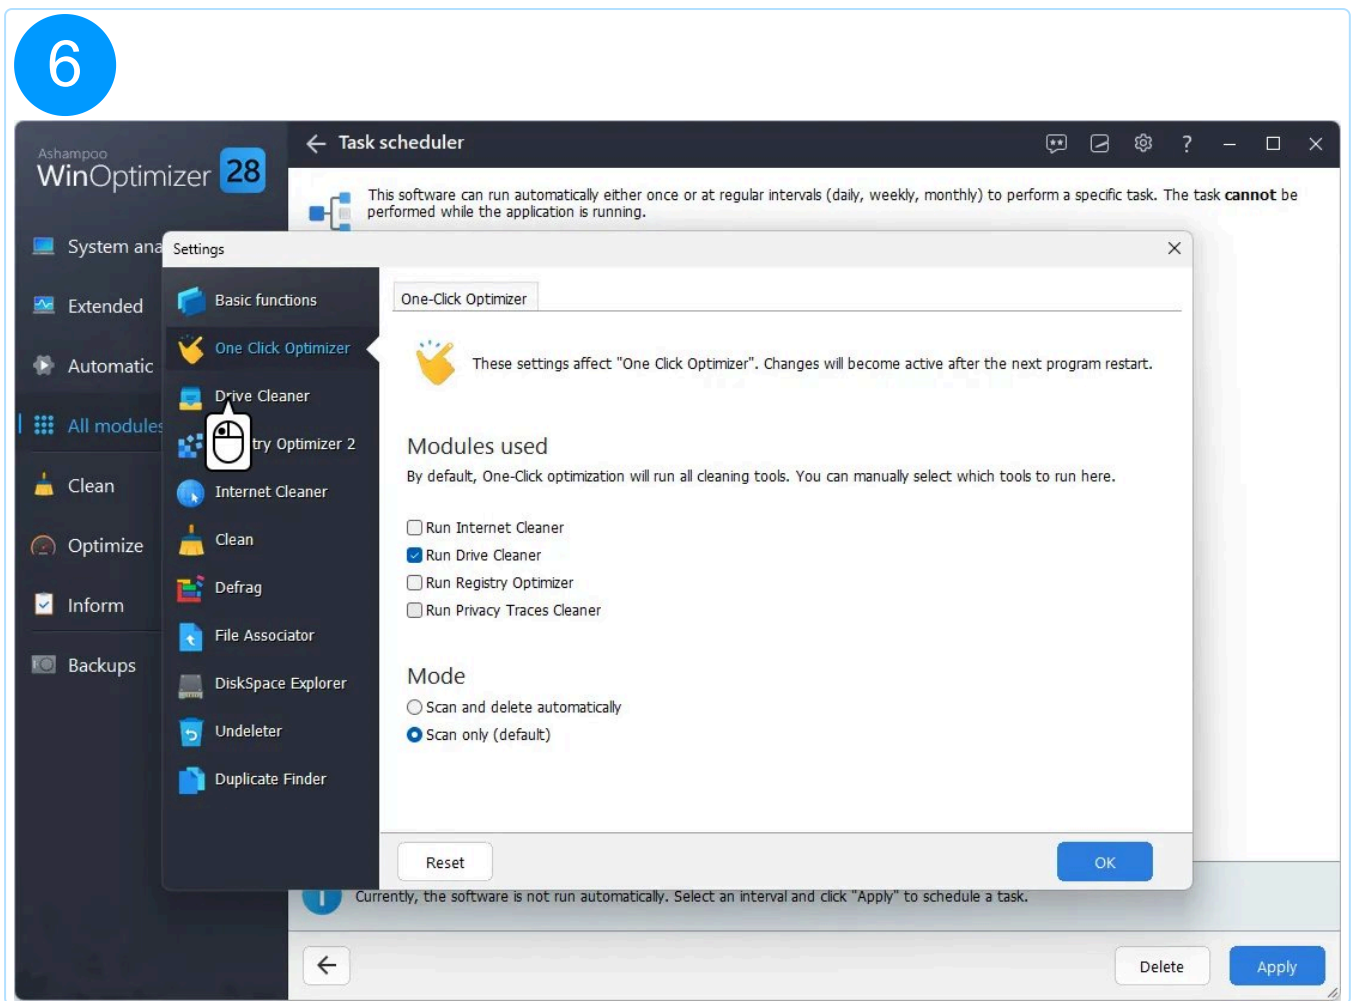 6
Ashampoo
WinOptimizer 28
Task scheduler
?
This software can run automatically either once or at regular intervals (daily, weekly, monthly) to perform a specific task. The task cannot be
performed while the application is running.
System ana
Extended
Automatic
All modules
Clean
Optimize
Inform
Backups
Settings
Basic functions
One Click Optimizer
Drive Cleaner
try Optimizer 2
Internet Cleaner
Clean
Defrag
File Associator
DiskSpace Explorer
Undeleter
Duplicate Finder
One-Click Optimizer
These settings affect "One Click Optimizer". Changes will become active after the next program restart.
Modules used
By default, One-Click optimization will run all cleaning tools. You can manually select which tools to run here.
Run Internet Cleaner
Run Drive Cleaner
Run Registry Optimizer
Run Privacy Traces Cleaner
Mode
Scan and delete automatically
Scan only (default)
Reset
OK
Currently, the software is not run automatically. Select an interval and click "Apply" to schedule a task.
Delete
Apply